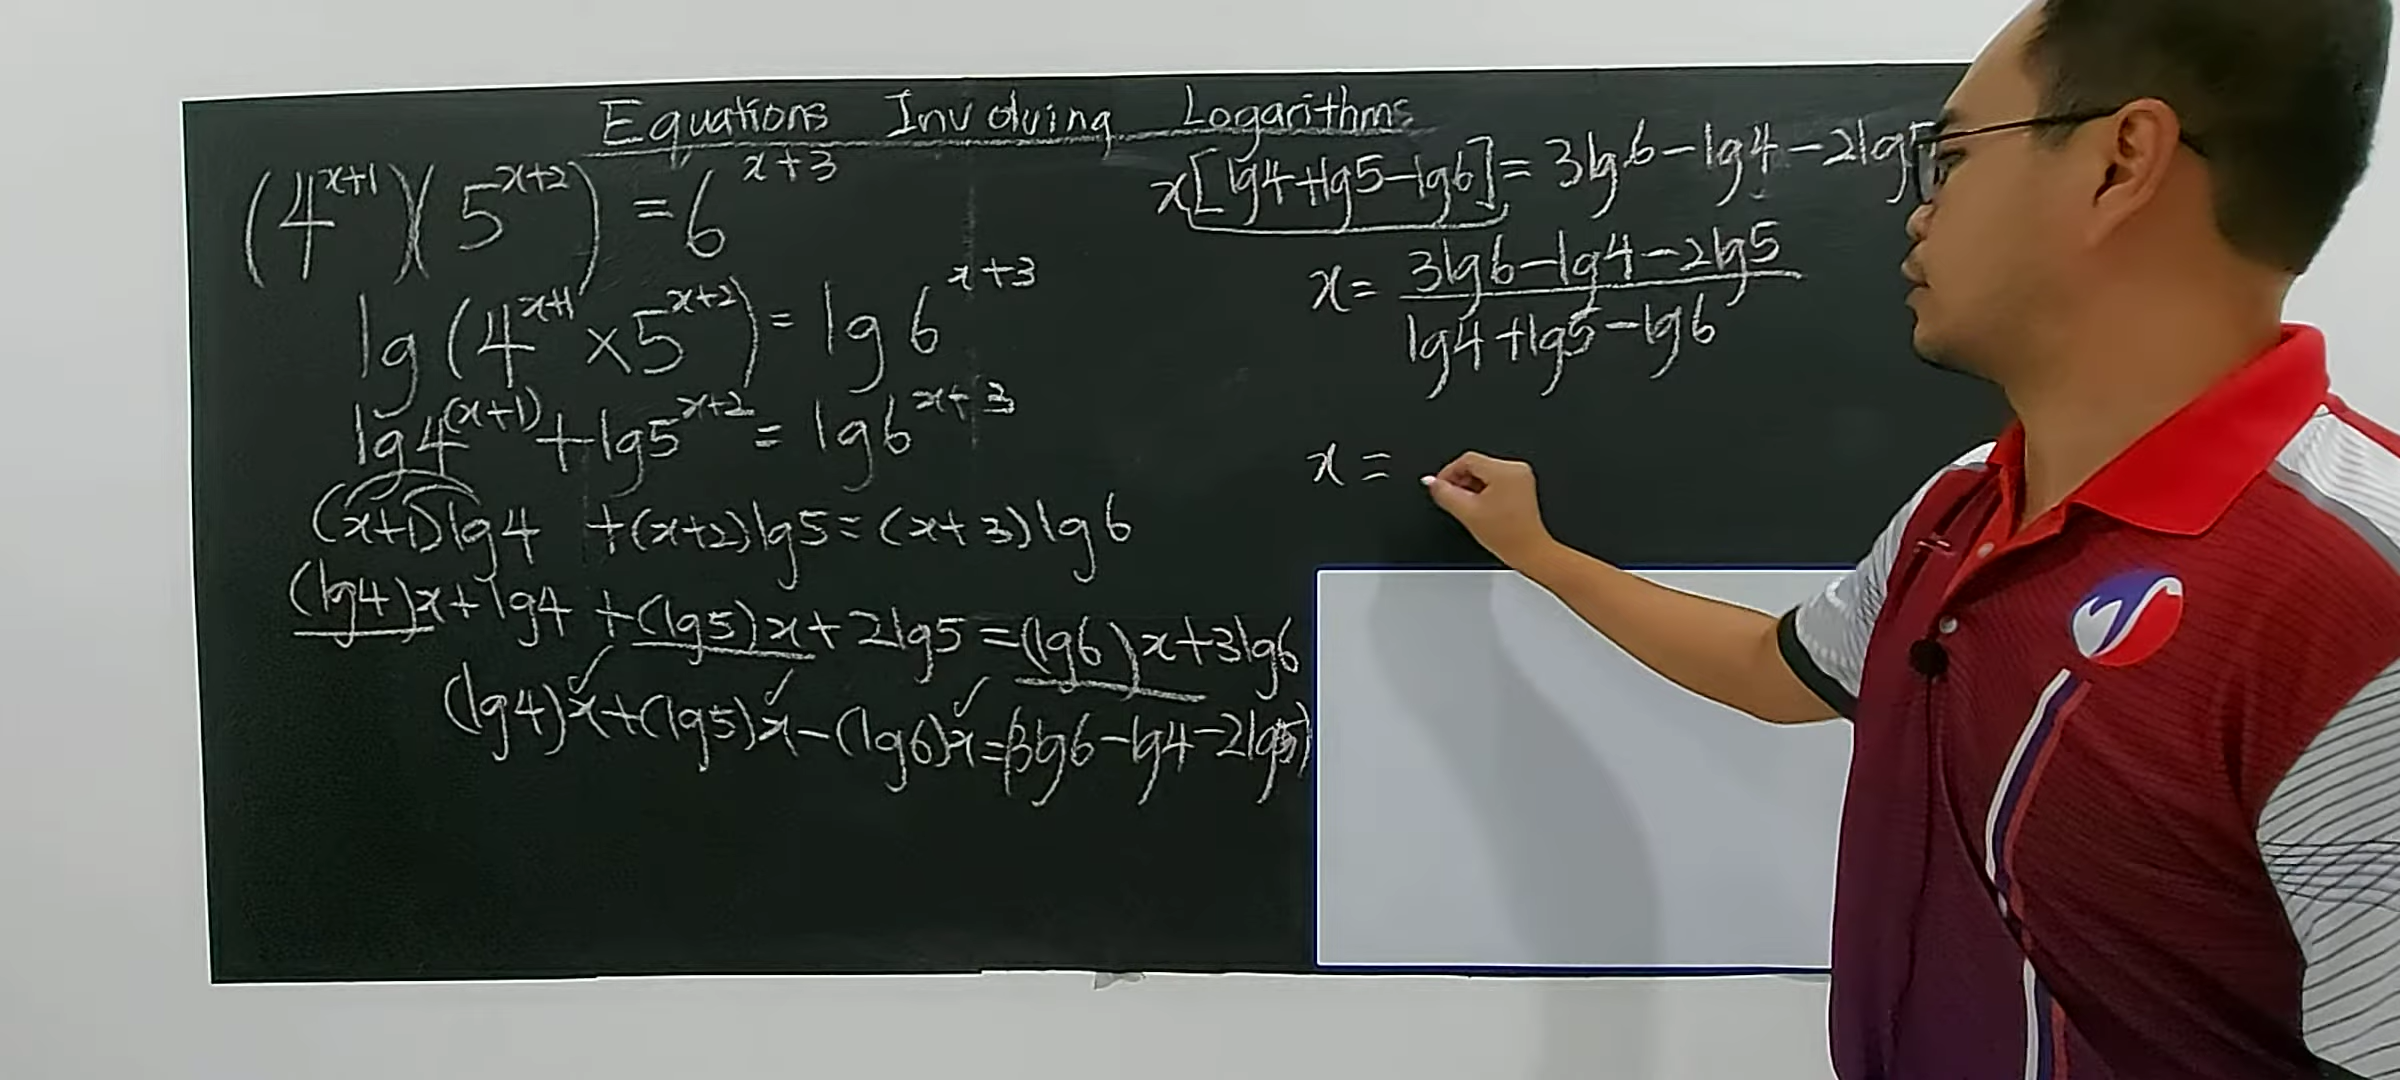 Equations Involving Logarithms
(4^{x+1})(5^{x+2}) = 6^{x+3}
lg(4^{x+1} × 5^{x+2}) = lg6^{x+3}
lg4^{(x+1)} + lg5^{x+2} = lg6^{x+3}
(x+1)lg4 + (x+2)lg5 = (x+3)lg6
(lg4)x + lg4 + (lg5)x + 2lg5 = (lg6)x + 3lg6
(lg4)x + (lg5)x - (lg6)x = (3lg6 - lg4 - 2lg5)
x[lg4 + lg5 - lg6] = 3lg6 - lg4 - 2lg5
x = \frac{3lg6 - lg4 - 2lg5}{lg4 + lg5 - lg6}
x =